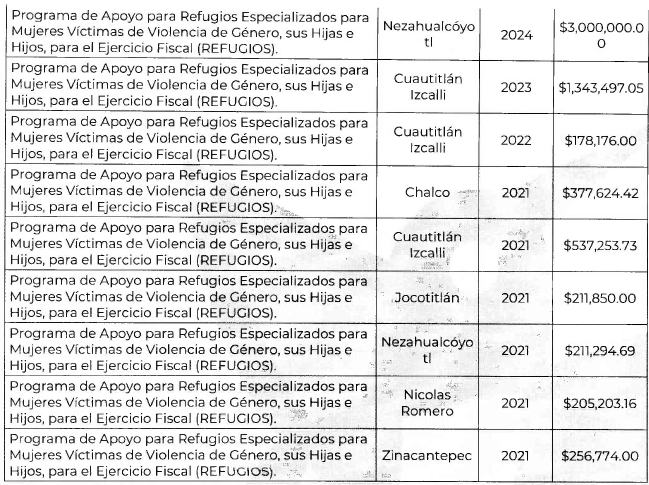 Programa de Apoyo para Refugios Especializados para
Mujeres Víctimas de Violencia de Género, sus Hijas e
Hijos, para el Ejercicio Fiscal (REFUGIOS).
Nezahualcóyo
tl
2024
$3,000,000.0
0
Programa de Apoyo para Refugios Especializados para
Mujeres Víctimas de Violencia de Género, sus Hijas e
Hijos, para el Ejercicio Fiscal (REFUGIOS).
Cuautitlán
Izcalli
2023
$1,343,497.05
Programa de Apoyo para Refugios Especializados para
Mujeres Víctimas de Violencia de Género, sus Hijas e
Hijos, para el Ejercicio Fiscal (REFUGIOS).
Cuautitlán
Izcalli
2022
$178,176.00
Programa de Apoyo para Refugios Especializados para
Mujeres Víctimas de Violencia de Género, sus Hijas e
Hijos, para el Ejercicio Fiscal (REFUGIOS).
Chalco
2021
$377,624.42
Programa de Apoyo para Refugios Especializados para
Mujeres Víctimas de Violencia de Género, sus Hijas e
Hijos, para el Ejercicio Fiscal (REFUGIOS).
Cuautitlán
Izcalli
2021
$537,253.73
Programa de Apoyo para Refugios Especializados para
Mujeres Víctimas de Violencia de Género, sus Hijas e
Hijos, para el Ejercicio Fiscal (REFUGIOS).
Jocotitlán
2021
$211,850.00
Programa de Apoyo para Refugios Especializados para
Mujeres Víctimas de Violencia de Género, sus Hijas e
Hijos, para el Ejercicio Fiscal (REFUGIOS).
Nezahualcóyo
tl
2021
$211,294.69
Programa de Apoyo para Refugios Especializados para
Mujeres Víctimas de Violencia de Género, sus Hijas e
Hijos, para el Ejercicio Fiscal (REFUGIOS).
Nicolas
Romero
2021
$205,203.16
Programa de Apoyo para Refugios Especializados para
Mujeres Víctimas de Violencia de Género, sus Hijas e
Hijos, para el Ejercicio Fiscal (REFUGIOS).
Zinacantepec
2021
$256,774.00